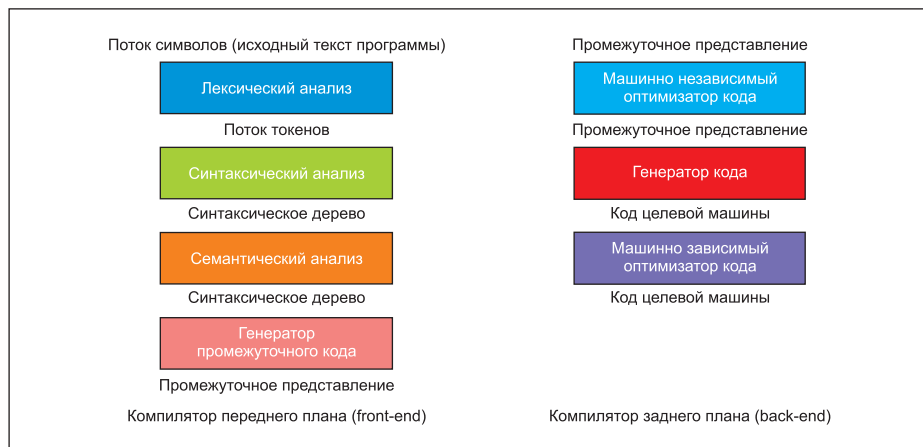 Поток символов (исходный текст программы)
Лексический анализ
Поток токенов
Синтаксический анализ
Синтаксическое дерево
Семантический анализ
Синтаксическое дерево
Генератор
промежуточного кода
Промежуточное представление
Компилятор переднего плана (front-end)
Промежуточное представление
Машинно независимый
оптимизатор кода
Промежуточное представление
Генератор кода
Код целевой машины
Машинно зависимый
оптимизатор кода
Код целевой машины
Компилятор заднего плана (back-end)